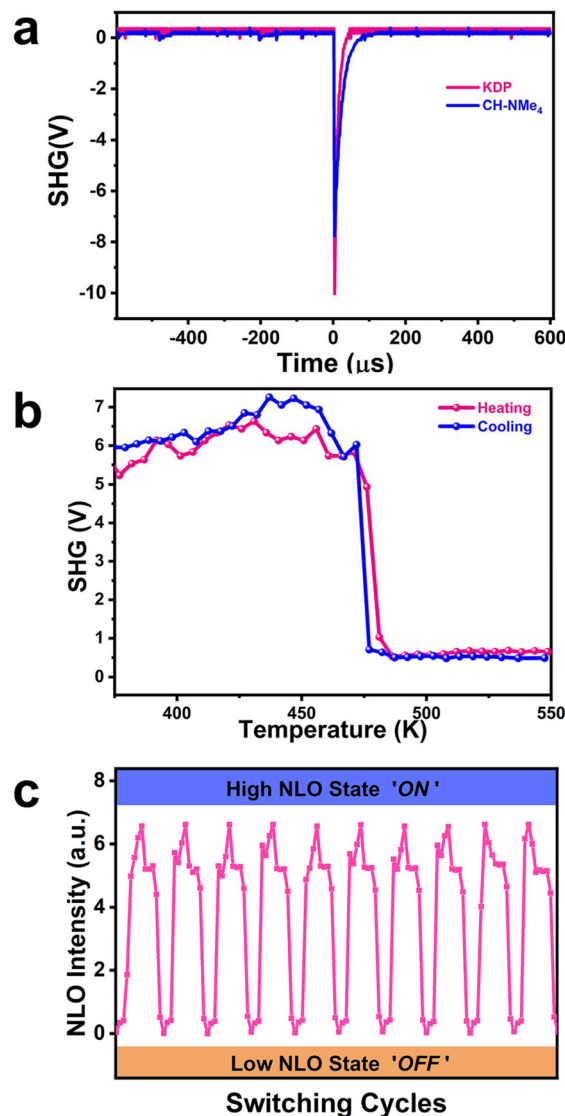 a
SHG(V)
0
-2
-4
-6
-8
-10
KDP
CH-NMe₄
-400 -200 0 200 400 600
Time (μs)
b
SHG (V)
7
6
5
4
3
2
1
0
Heating
Cooling
400 450 500 550
Temperature (K)
c
NLO Intensity (a.u.)
8
6
4
2
0
High NLO State 'ON'
Low NLO State 'OFF'
Switching Cycles